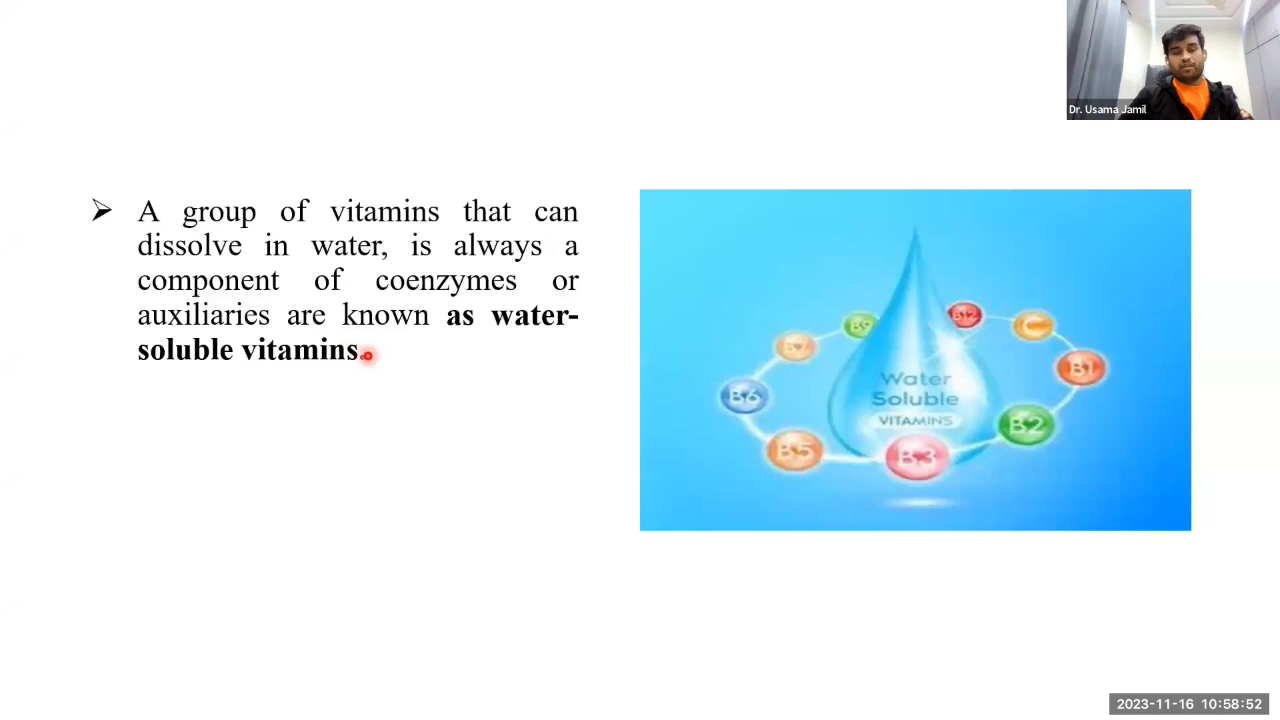 Dr. Usama Jamil
A group of vitamins that can
dissolve in water, is always a
component of coenzymes or
auxiliaries are known as water-
soluble vitamins.
B9
B12
C
B7
B1
B6
Water
Soluble
VITAMINS
B2
B5
B3
2023-11-16 10:58:52